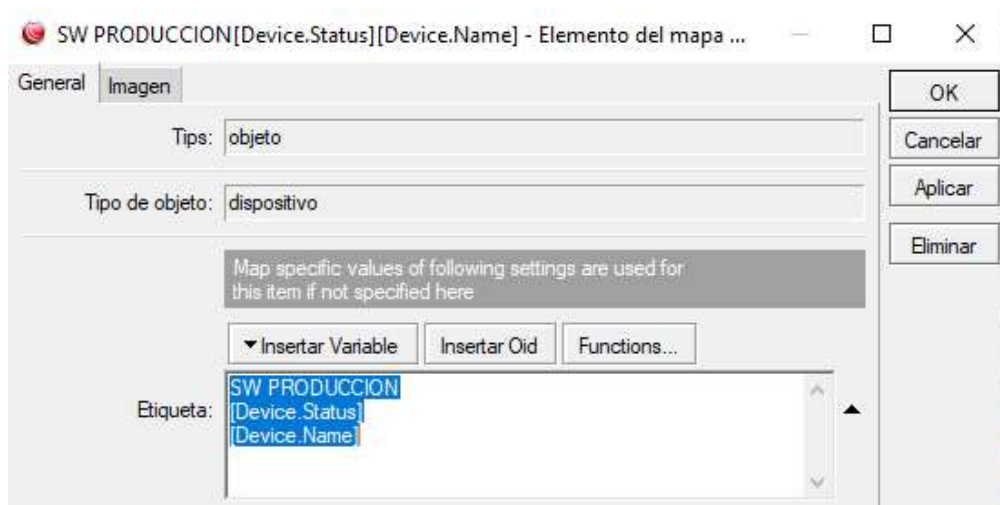 SW PRODUCCION[Device.Status][Device.Name] - Elemento del mapa ...
General
Imagen
OK
Tips: objeto
Cancelar
Aplicar
Tipo de objeto: dispositivo
Eliminar
Map specific values of following settings are used for
this item if not specified here
Insertar Variable
Insertar Oid
Functions...
Etiqueta:
SW PRODUCCION
[Device.Status]
[Device.Name]